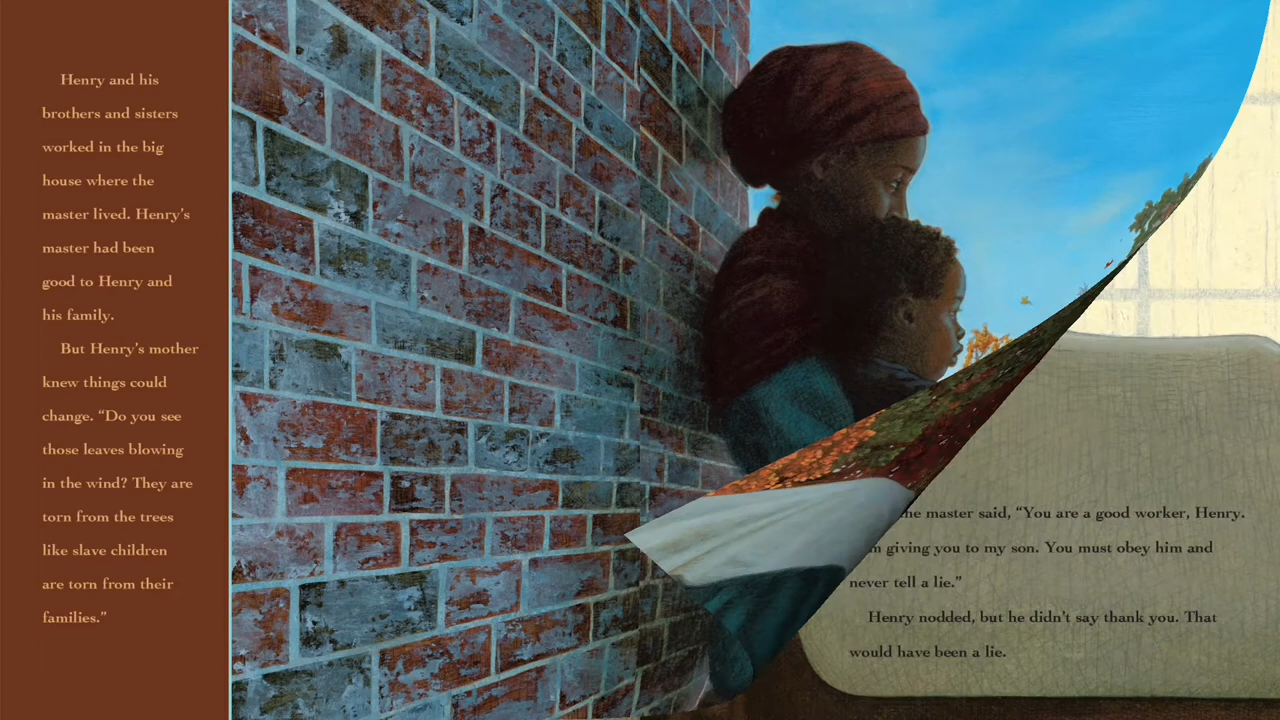 Henry and his
brothers and sisters
worked in the big
house where the
master lived. Henry's
master had been
good to Henry and
his family.
But Henry's mother
knew things could
change. “Do you see
those leaves blowing
in the wind? They are
torn from the trees
like slave children
are torn from their
families.”
master said, “You are a good worker, Henry.
giving you to my son. You must obey him and
never tell a lie.”
Henry nodded, but he didn't say thank you. That
would have been a lie.